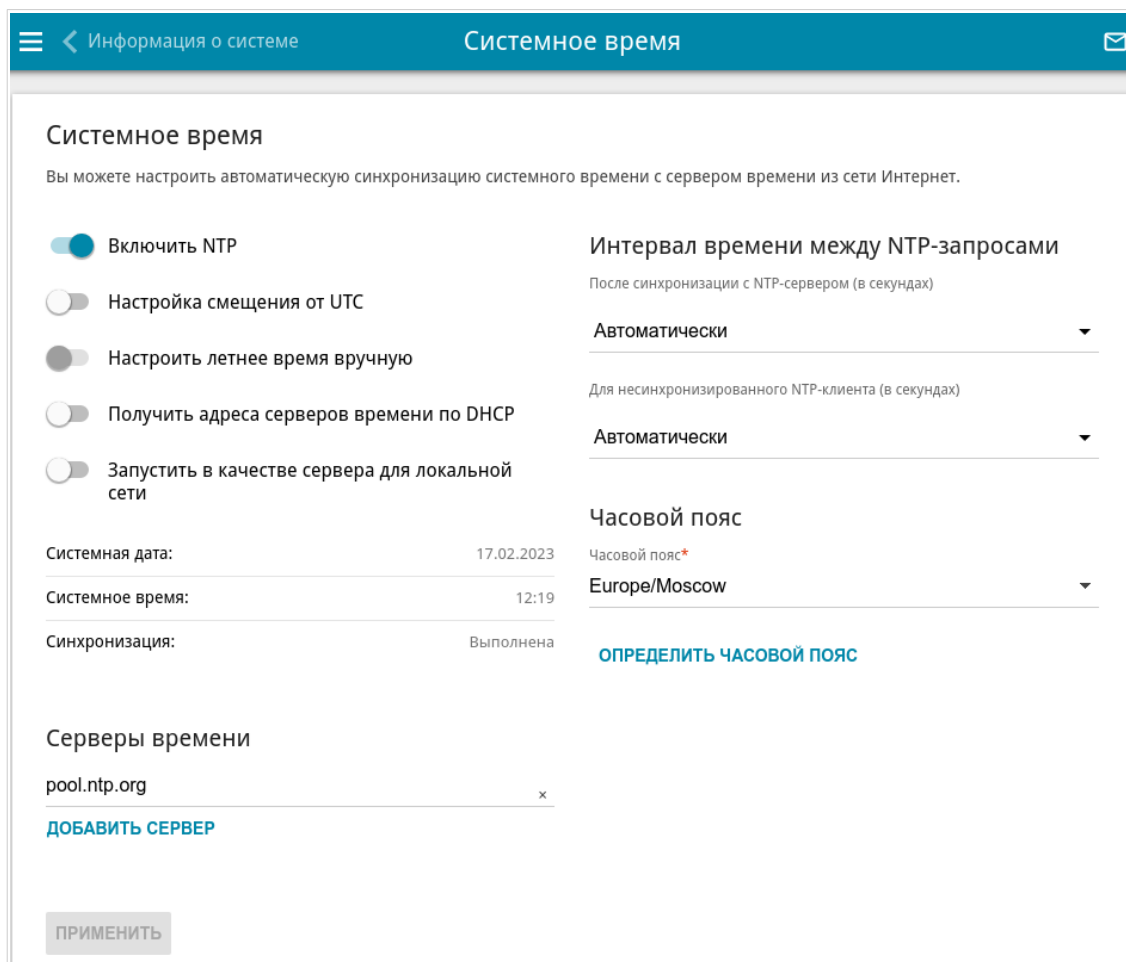 Информация о системе
Системное время
Системное время
Вы можете настроить автоматическую синхронизацию системного времени с сервером времени из сети Интернет.
Включить NTP
Настройка смещения от UTC
Настроить летнее время вручную
Получить адреса серверов времени по DHCP
Запустить в качестве сервера для локальной
сети
Системная дата: 17.02.2023
Системное время: 12:19
Синхронизация: Выполнена
Серверы времени
pool.ntp.org ×
ДОБАВИТЬ СЕРВЕР
ПРИМЕНИТЬ
Интервал времени между NTP-запросами
После синхронизации с NTP-сервером (в секундах)
Автоматически
Для несинхронизированного NTP-клиента (в секундах)
Автоматически
Часовой пояс
Часовой пояс*
Europe/Moscow
ОПРЕДЕЛИТЬ ЧАСОВОЙ ПОЯС